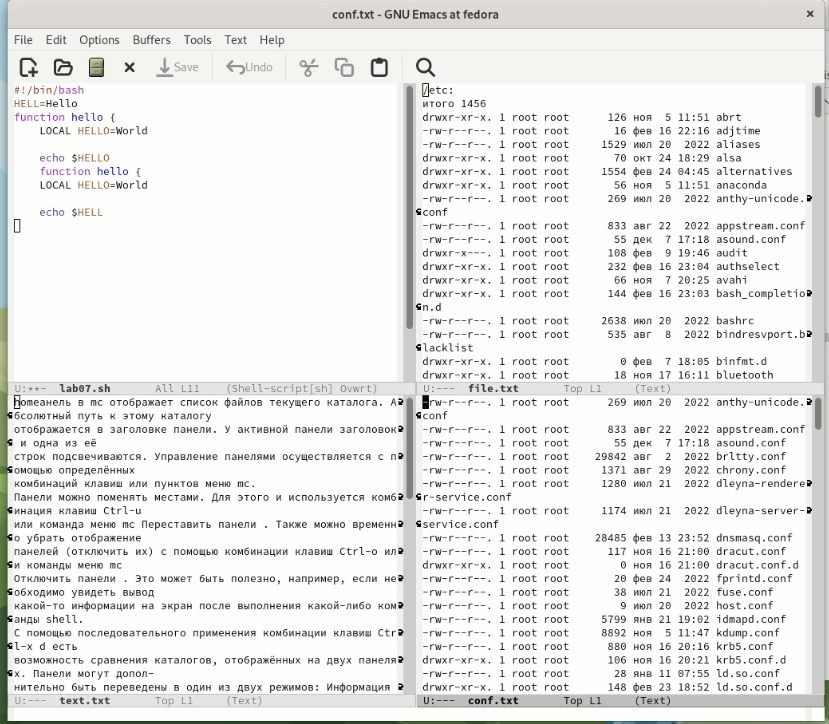 conf.txt - GNU Emacs at fedora
File Edit Options Buffers Tools Text Help
Save Undo
#!/bin/bash
HELL=Hello
function hello {
LOCAL HELLO=World
echo $HELLO
function hello {
LOCAL HELLO=World
echo $HELL
U:**- lab07.sh All L11 (Shell-script[sh] Ovwrt)
/etc:
итого 1456
drwxr-xr-x. 1 root root 126 ноя 5 11:51 abrt
-rw-r--r--. 1 root root 16 фев 16 22:16 adjtime
-rw-r--r--. 1 root root 1529 июл 20 2022 aliases
drwxr-xr-x. 1 root root 70 окт 24 18:29 alsa
drwxr-xr-x. 1 root root 1554 фев 24 04:45 alternatives
drwxr-xr-x. 1 root root 56 ноя 5 11:51 anaconda
-rw-r--r--. 1 root root 269 июл 20 2022 anthy-unicode.
conf
-rw-r--r--. 1 root root 833 авг 22 2022 appstream.conf
-rw-r--r--. 1 root root 55 дек 7 17:18 asound.conf
drwxr-x---. 1 root root 108 фев 9 19:46 audit
drwxr-xr-x. 1 root root 232 фев 16 23:04 authselect
drwxr-xr-x. 1 root root 66 ноя 7 20:25 avahi
drwxr-xr-x. 1 root root 144 фев 16 23:03 bash_completio
n.d
-rw-r--r--. 1 root root 2638 июл 20 2022 bashrc
-rw-r--r--. 1 root root 535 авг 8 2022 bindresvport.b
lacklist
drwxr-xr-x. 1 root root 0 фев 7 18:05 binfmt.d
drwxr-xr-x. 1 root root 18 ноя 17 16:11 bluetooth
U:--- file.txt Top L1 (Text)
омеанель в mc отображает список файлов текущего каталога. А
бсолютный путь к этому каталогу
отображается в заголовке панели. У активной панели заголовок
и одна из её
строк подсвечиваются. Управление панелями осуществляется с п
омощью определённых
комбинаций клавиш или пунктов меню mc.
Панели можно поменять местами. Для этого и используется комб
инация клавиш Ctrl-u
или команда меню mc Переставить панели . Также можно временн
о убрать отображение
панелей (отключить их) с помощью комбинации клавиш Ctrl-o ил
и команды меню mc
Отключить панели . Это может быть полезно, например, если не
обходимо увидеть вывод
какой-то информации на экран после выполнения какой-либо ком
анды shell.
С помощью последовательного применения комбинации клавиш Ctr
l-x d есть
возможность сравнения каталогов, отображённых на двух панеля
х. Панели могут допол-
нительно быть переведены в один из двух режимов: Информация
U:--- text.txt Top L1 (Text)
-rw-r--r--. 1 root root 269 июл 20 2022 anthy-unicode.
conf
-rw-r--r--. 1 root root 833 авг 22 2022 appstream.conf
-rw-r--r--. 1 root root 55 дек 7 17:18 asound.conf
-rw-r--r--. 1 root root 29842 авг 2 2022 brltty.conf
-rw-r--r--. 1 root root 1371 авг 29 2022 chrony.conf
-rw-r--r--. 1 root root 1280 июл 21 2022 dleyna-rendere
r-service.conf
-rw-r--r--. 1 root root 1174 июл 21 2022 dleyna-server-
service.conf
-rw-r--r--. 1 root root 28485 фев 13 23:52 dnsmasq.conf
-rw-r--r--. 1 root root 117 ноя 16 21:00 dracut.conf
drwxr-xr-x. 1 root root 0 ноя 16 21:00 dracut.conf.d
-rw-r--r--. 1 root root 20 фев 24 2022 fprintd.conf
-rw-r--r--. 1 root root 38 июл 21 2022 fuse.conf
-rw-r--r--. 1 root root 9 июл 20 2022 host.conf
-rw-r--r--. 1 root root 5799 янв 21 19:02 idmapd.conf
-rw-r--r--. 1 root root 8892 ноя 5 11:47 kdump.conf
-rw-r--r--. 1 root root 880 ноя 16 20:16 krb5.conf
drwxr-xr-x. 1 root root 106 ноя 16 20:21 krb5.conf.d
-rw-r--r--. 1 root root 28 янв 11 07:55 ld.so.conf
drwxr-xr-x. 1 root root 148 фев 23 18:52 ld.so.conf.d
U:--- conf.txt Top L1 (Text)